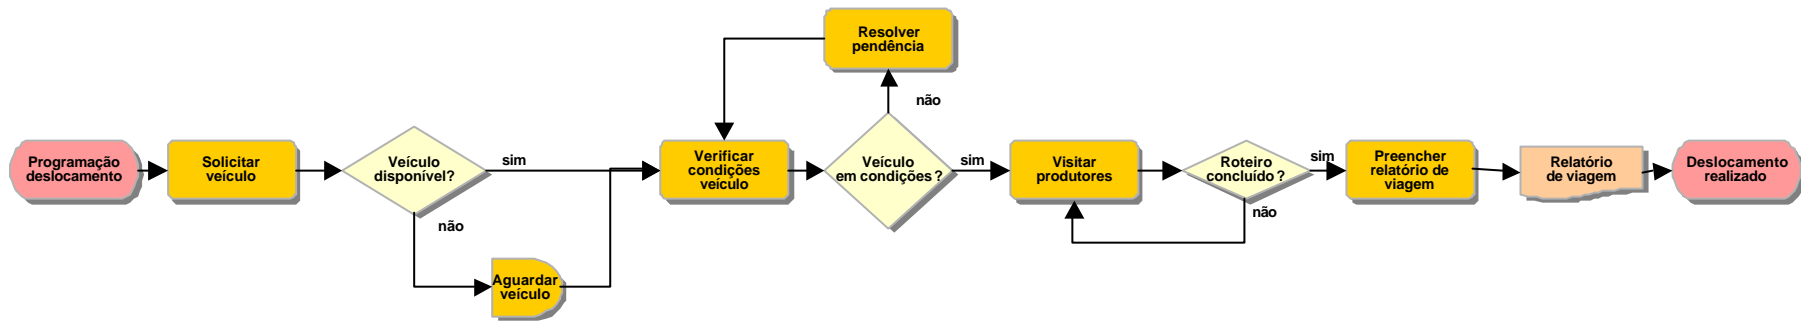 Resolver
pendência
não
Programação
deslocamento
Solicitar
veículo
Veículo
disponível?
sim
não
Aguardar
veículo
Verificar
condições
veículo
Veículo
em condições ?
sim
Visitar
produtores
Roteiro
concluído ?
sim
não
Preencher
relatório de
viagem
Relatório
de viagem
Deslocamento
realizado